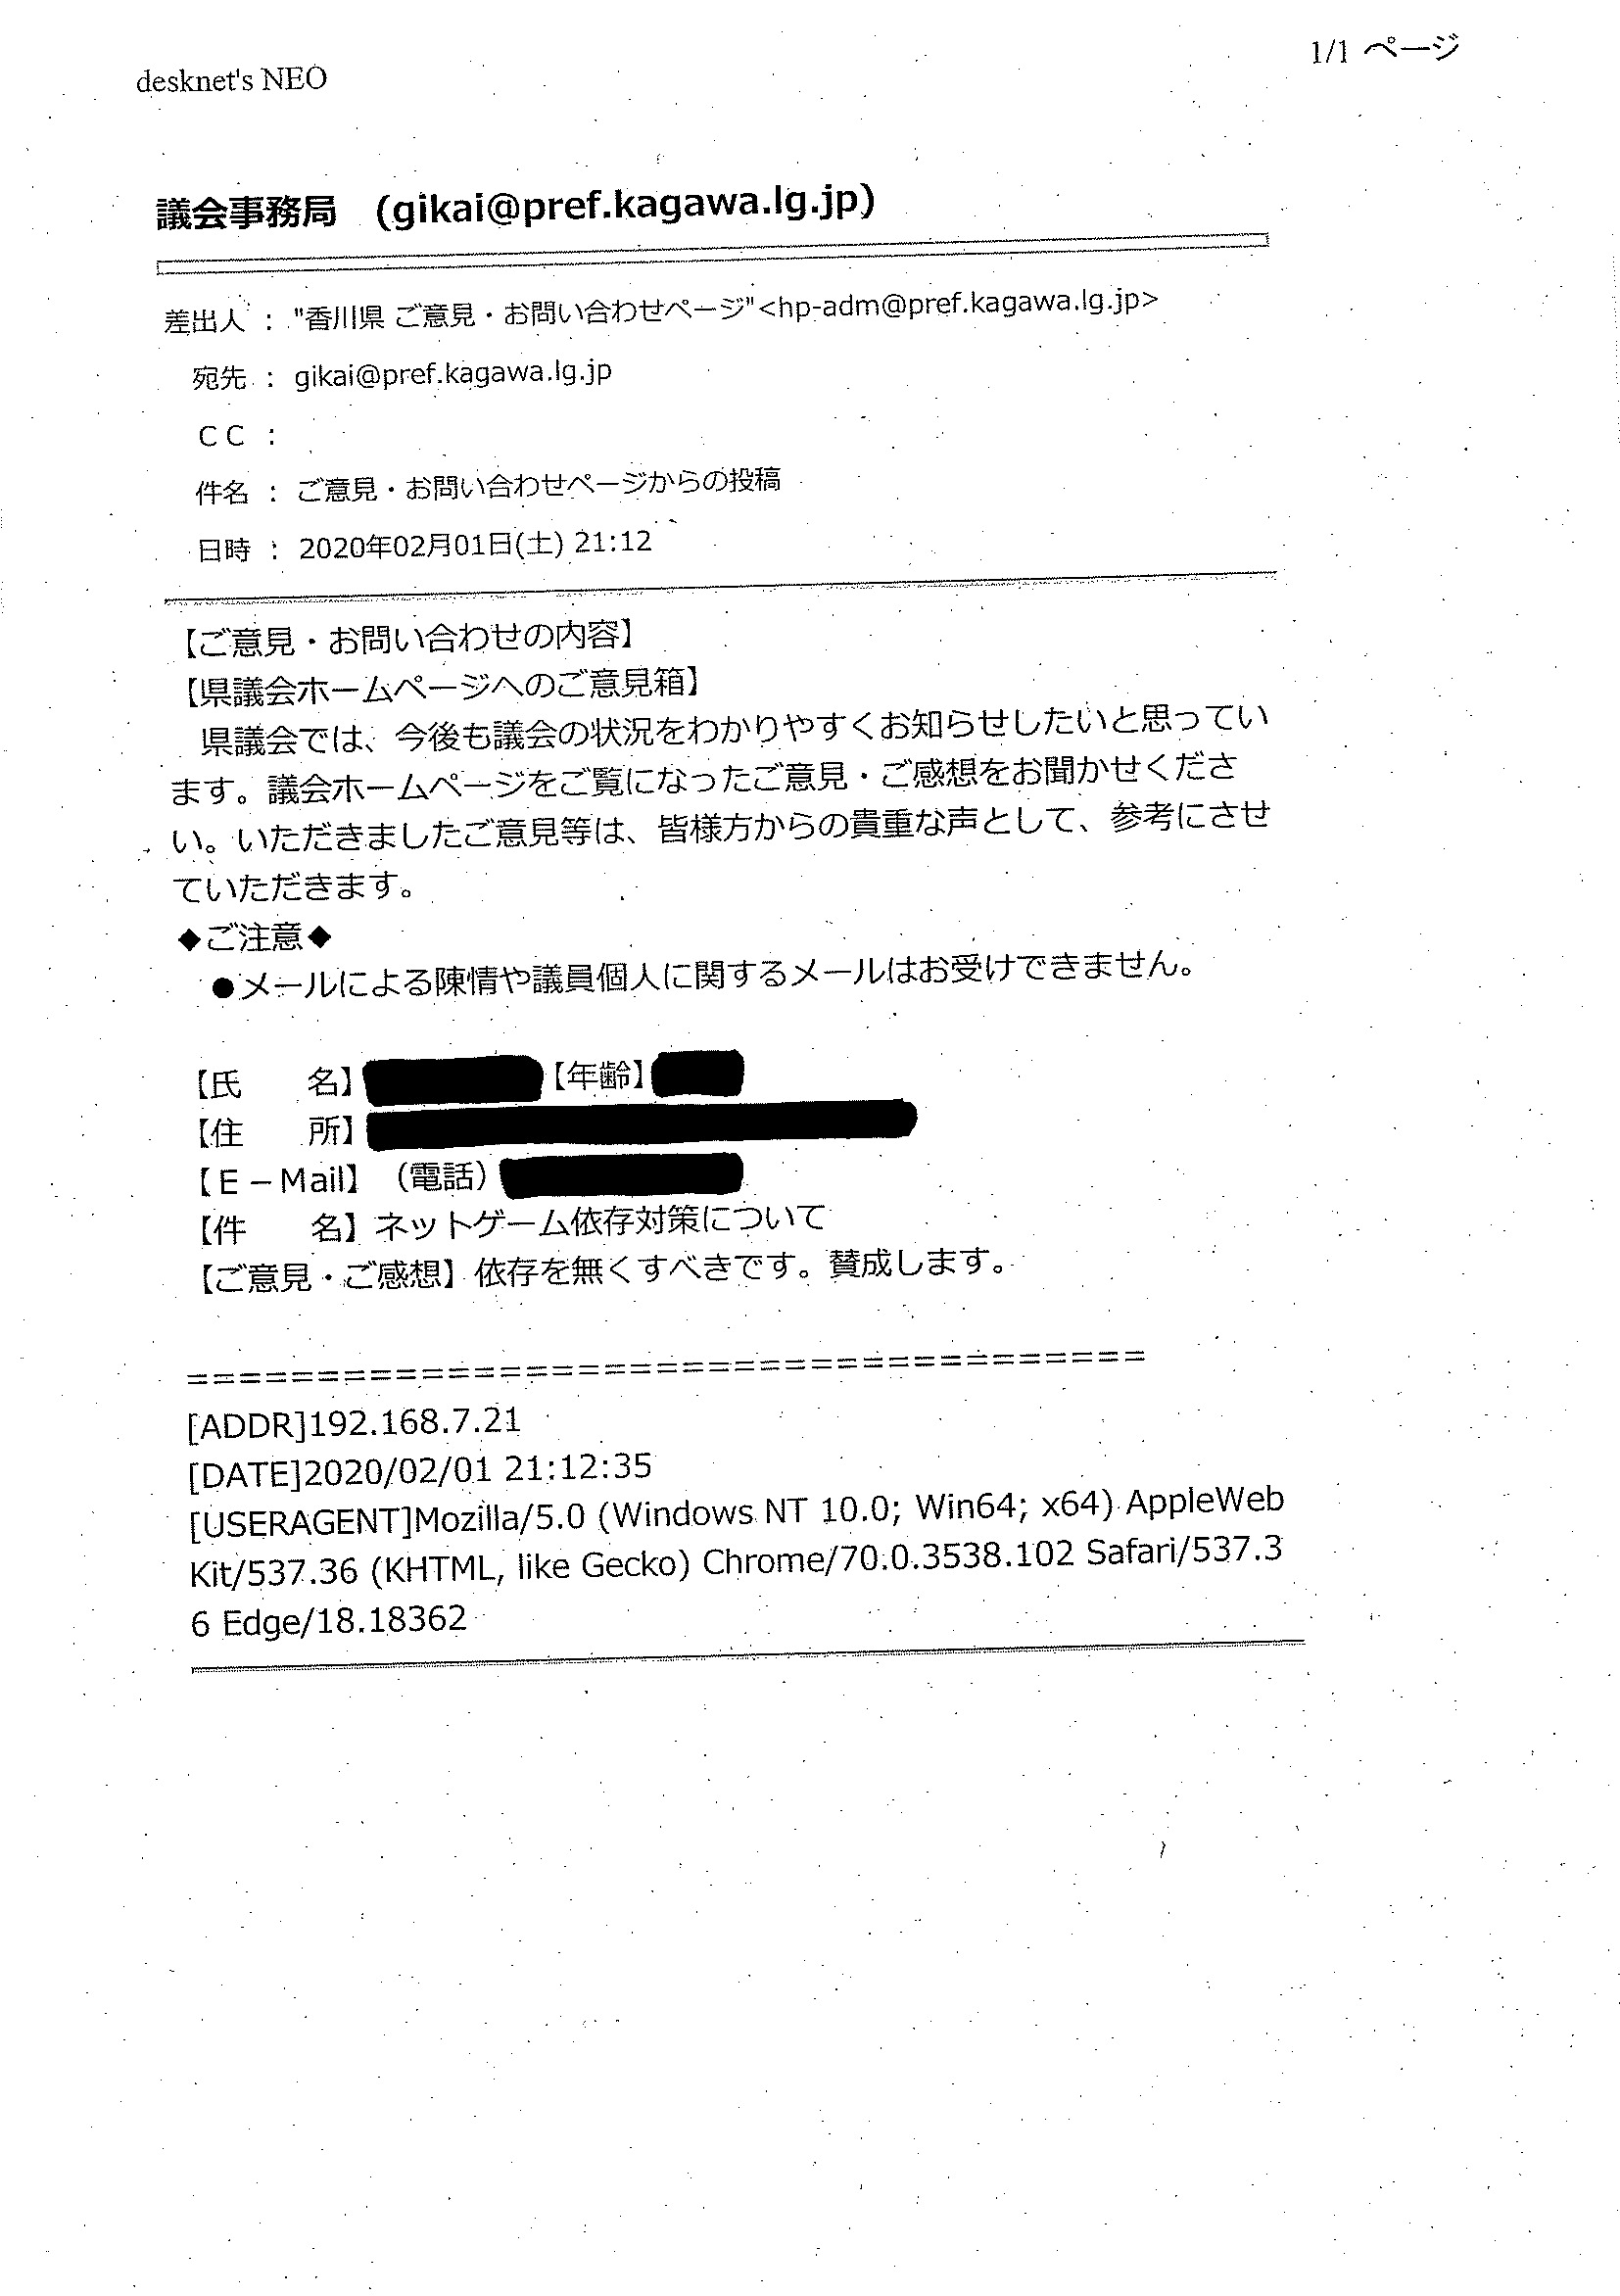 desknet's NEO
1/1 ページ
議会事務局 (gikai@pref.kagawa.lg.jp)
差出人 : "香川県 ご意見・お問い合わせページ"<hp-adm@pref.kagawa.lg.jp>
宛先 : gikai@pref.kagawa.lg.jp
CC :
件名 : ご意見・お問い合わせページからの投稿
日時 : 2020年02月01日(土) 21:12
【ご意見・お問い合わせの内容】
【県議会ホームページへのご意見箱】
県議会では、今後も議会の状況をわかりやすくお知らせしたいと思ってい
ます。議会ホームページをご覧になったご意見・ご感想をお聞かせくださ
い。いただきましたご意見等は、皆様方からの貴重な声として、参考にさせ
ていただきます。
◆ご注意◆
●メールによる陳情や議員個人に関するメールはお受けできません。
【氏　　名】【年齢】
【住　　所】
【E－Mail】（電話）
【件　　名】ネットゲーム依存対策について
【ご意見・ご感想】依存を無くすべきです。賛成します。
=====================================
[ADDR]192.168.7.21
[DATE]2020/02/01 21:12:35
[USERAGENT]Mozilla/5.0 (Windows NT 10.0; Win64; x64) AppleWeb
Kit/537.36 (KHTML, like Gecko) Chrome/70.0.3538.102 Safari/537.3
6 Edge/18.18362